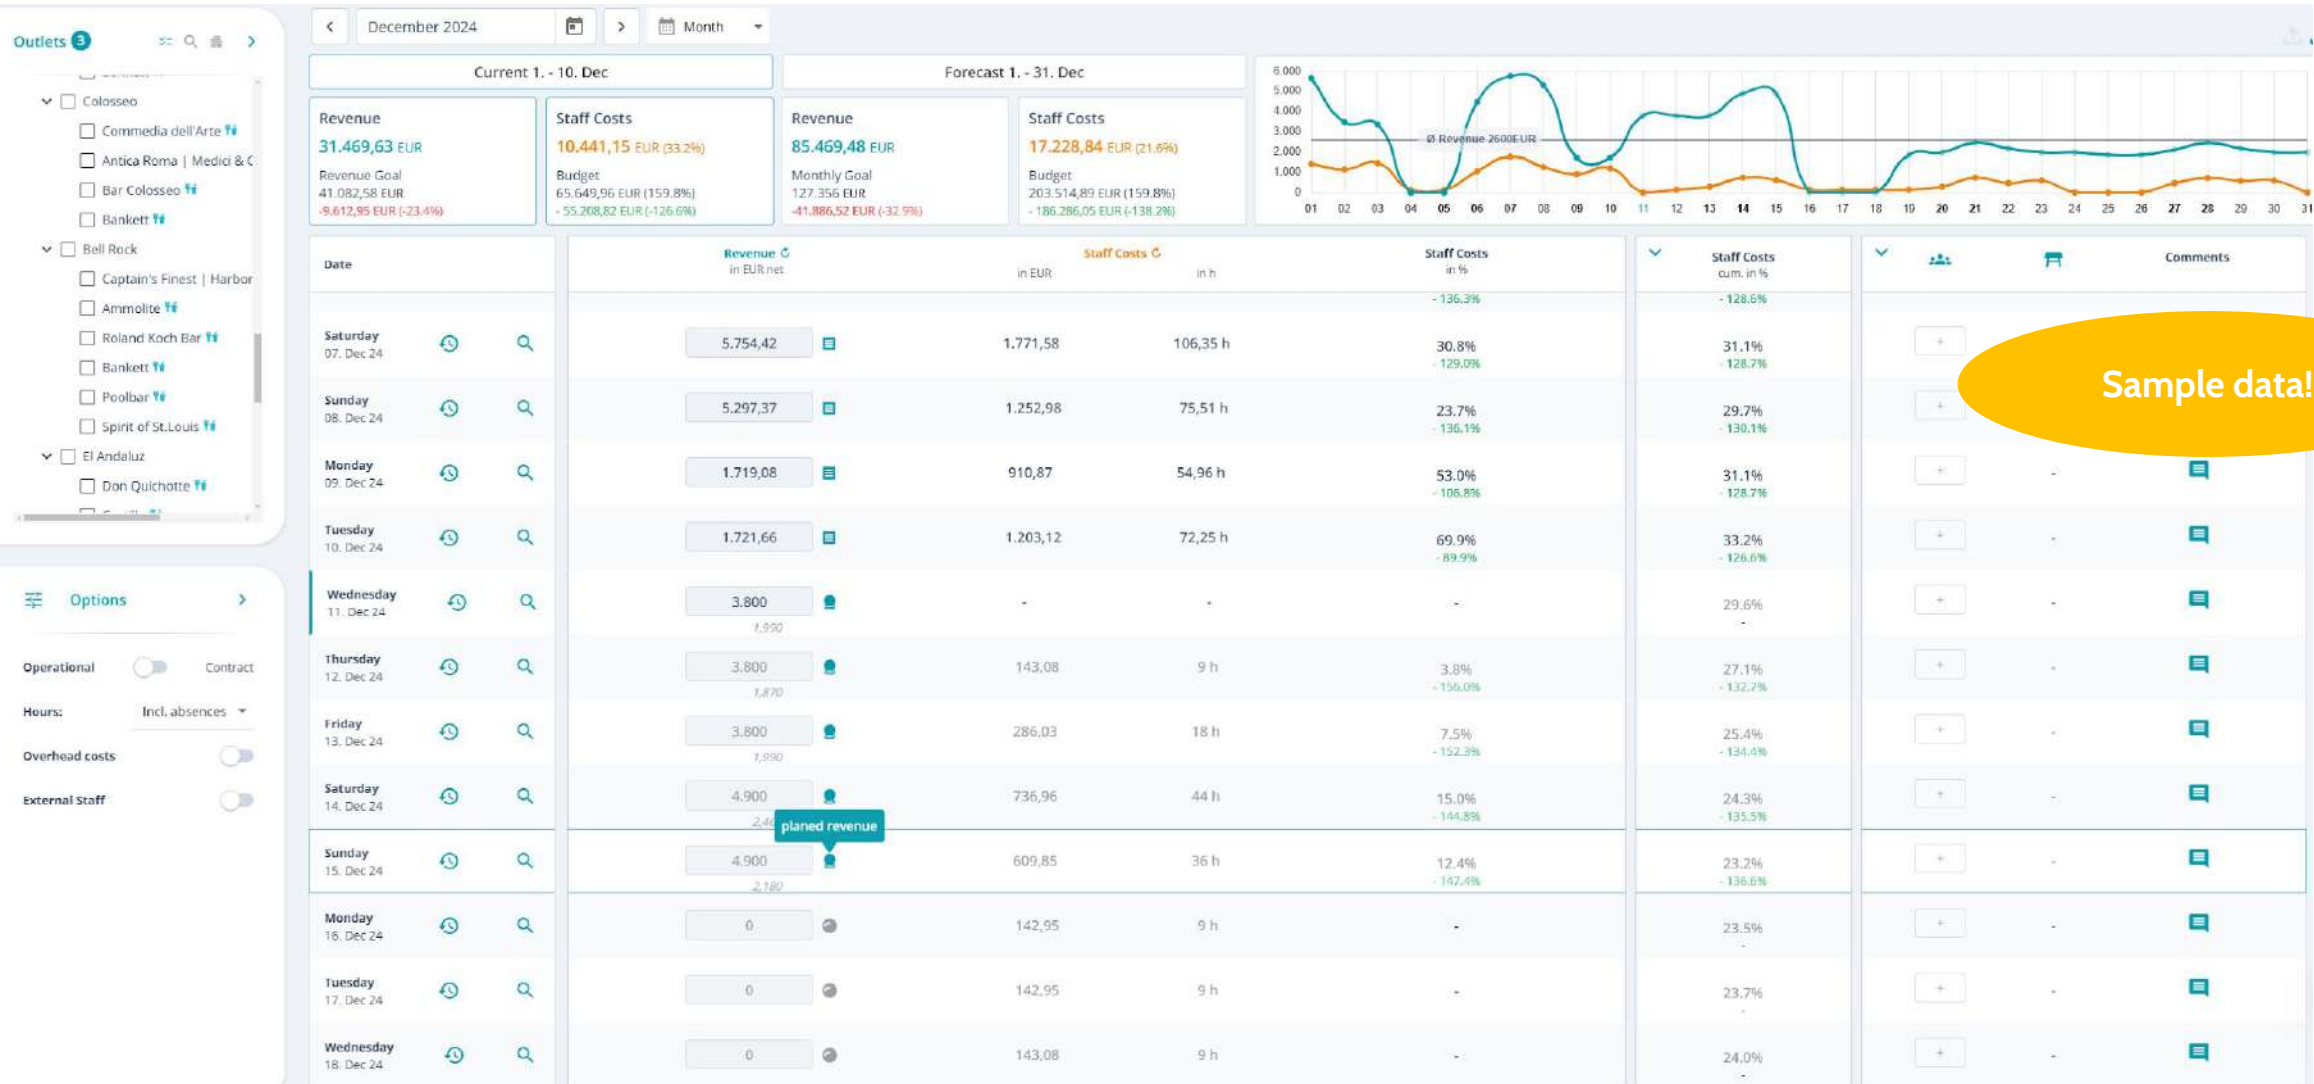 Outlets 3
Colosseo
Commedia dell'Arte
Antica Roma | Medici & C
Bar Colosseo
Bankett
Bell Rock
Captain's Finest | Harbor
Ammolite
Roland Koch Bar
Bankett
Poolbar
Spirit of St.Louis
El Andaluz
Don Quichotte
Options
Operational Contract
Hours: Incl. absences
Overhead costs
External Staff
December 2024 Month
Current 1. - 10. Dec Forecast 1. - 31. Dec
Revenue
31.469,63 EUR
Revenue Goal
41.082,58 EUR
-9.612,95 EUR (-23.4%)
Staff Costs
10.441,15 EUR (33.2%)
Budget
65.649,96 EUR (159.8%)
- 55.208,82 EUR (-126.6%)
Revenue
85.469,48 EUR
Monthly Goal
127.356 EUR
-41.886,52 EUR (-32.9%)
Staff Costs
17.228,84 EUR (21.6%)
Budget
203.514,89 EUR (159.8%)
- 186.286,05 EUR (-138.2%)
6.000
5.000
4.000
3.000
2.000
1.000
0
Ø Revenue 2600EUR
01 02 03 04 05 06 07 08 09 10 11 12 13 14 15 16 17 18 19 20 21 22 23 24 25 26 27 28 29 30 31
Date Revenue Staff Costs Staff Costs Staff Costs Comments
in EUR net in EUR in h in % cum. in %
- 136.3% - 128.6%
Saturday
07. Dec 24 5.754,42 1.771,58 106,35 h 30.8% 31.1% +
- 129.0% - 128.7%
Sample data!
Sunday
08. Dec 24 5.297,37 1.252,98 75,51 h 23.7% 29.7% +
- 136.1% - 130.1%
Monday
09. Dec 24 1.719,08 910,87 54,96 h 53.0% 31.1% + -
- 106.8% - 128.7%
Tuesday
10. Dec 24 1.721,66 1.203,12 72,25 h 69.9% 33.2% + -
- 89.9% - 126.6%
Wednesday
11. Dec 24 3.800 - - - 29.6% + -
1,990 -
Thursday
12. Dec 24 3.800 143,08 9 h 3.8% 27.1% + -
1,870 - 156.0% - 132.7%
Friday
13. Dec 24 3.800 286,03 18 h 7.5% 25.4% + -
1,990 - 152.3% - 134.4%
Saturday
14. Dec 24 4.900 736,96 44 h 15.0% 24.3% + -
- 144.8% - 135.5%
planed revenue
Sunday
15. Dec 24 4.900 609,85 36 h 12.4% 23.2% + -
2,180 - 147.4% - 136.6%
Monday
16. Dec 24 0 142,95 9 h - 23.5% + -
-
Tuesday
17. Dec 24 0 142,95 9 h - 23.7% + -
-
Wednesday
18. Dec 24 0 143,08 9 h - 24.0% + -
-